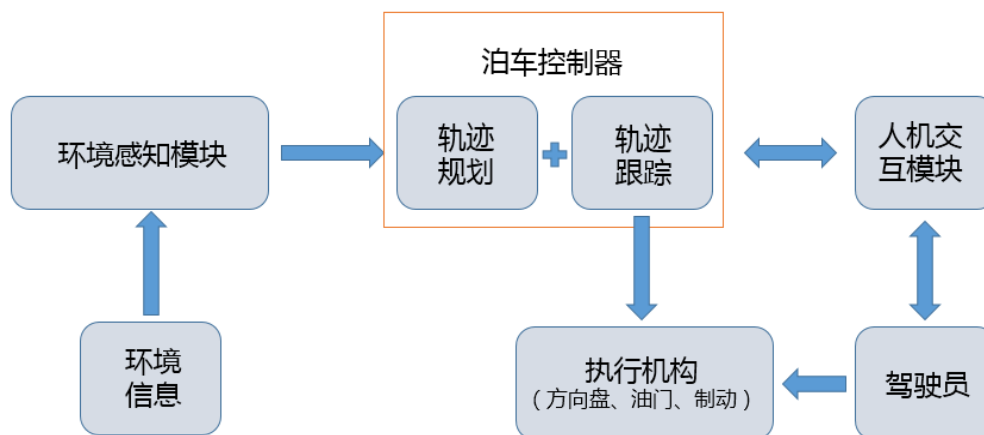 泊车控制器
环境感知模块
轨迹
规划
轨迹
跟踪
人机交
互模块
环境
信息
执行机构
（方向盘、油门、制动）
驾驶员